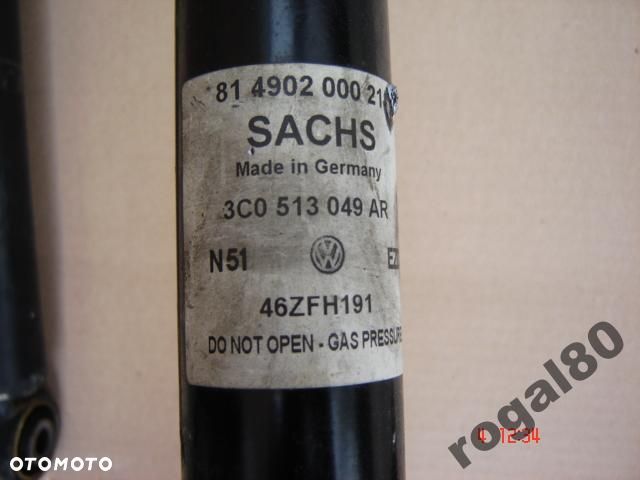 81 4902 000 21
SACHS
Made in Germany
3C0 513 049 AR
N51
46ZFH191
DO NOT OPEN - GAS PRESSURE
rogal80
4 12:34
OTOMOTO